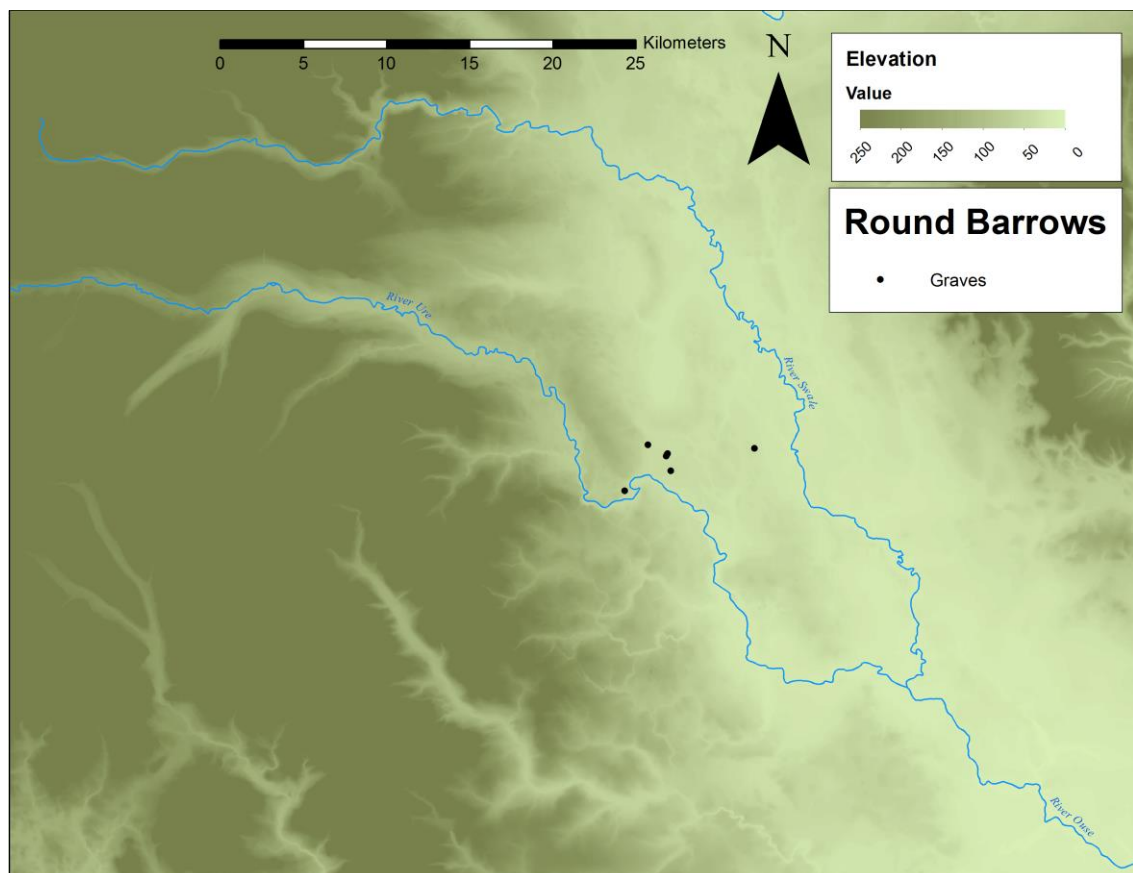 Kilometers
0 5 10 15 20 25
N
Elevation
Value
250 200 150 100 50 0
Round Barrows
Graves
River Ure
River Swale
River Ouse